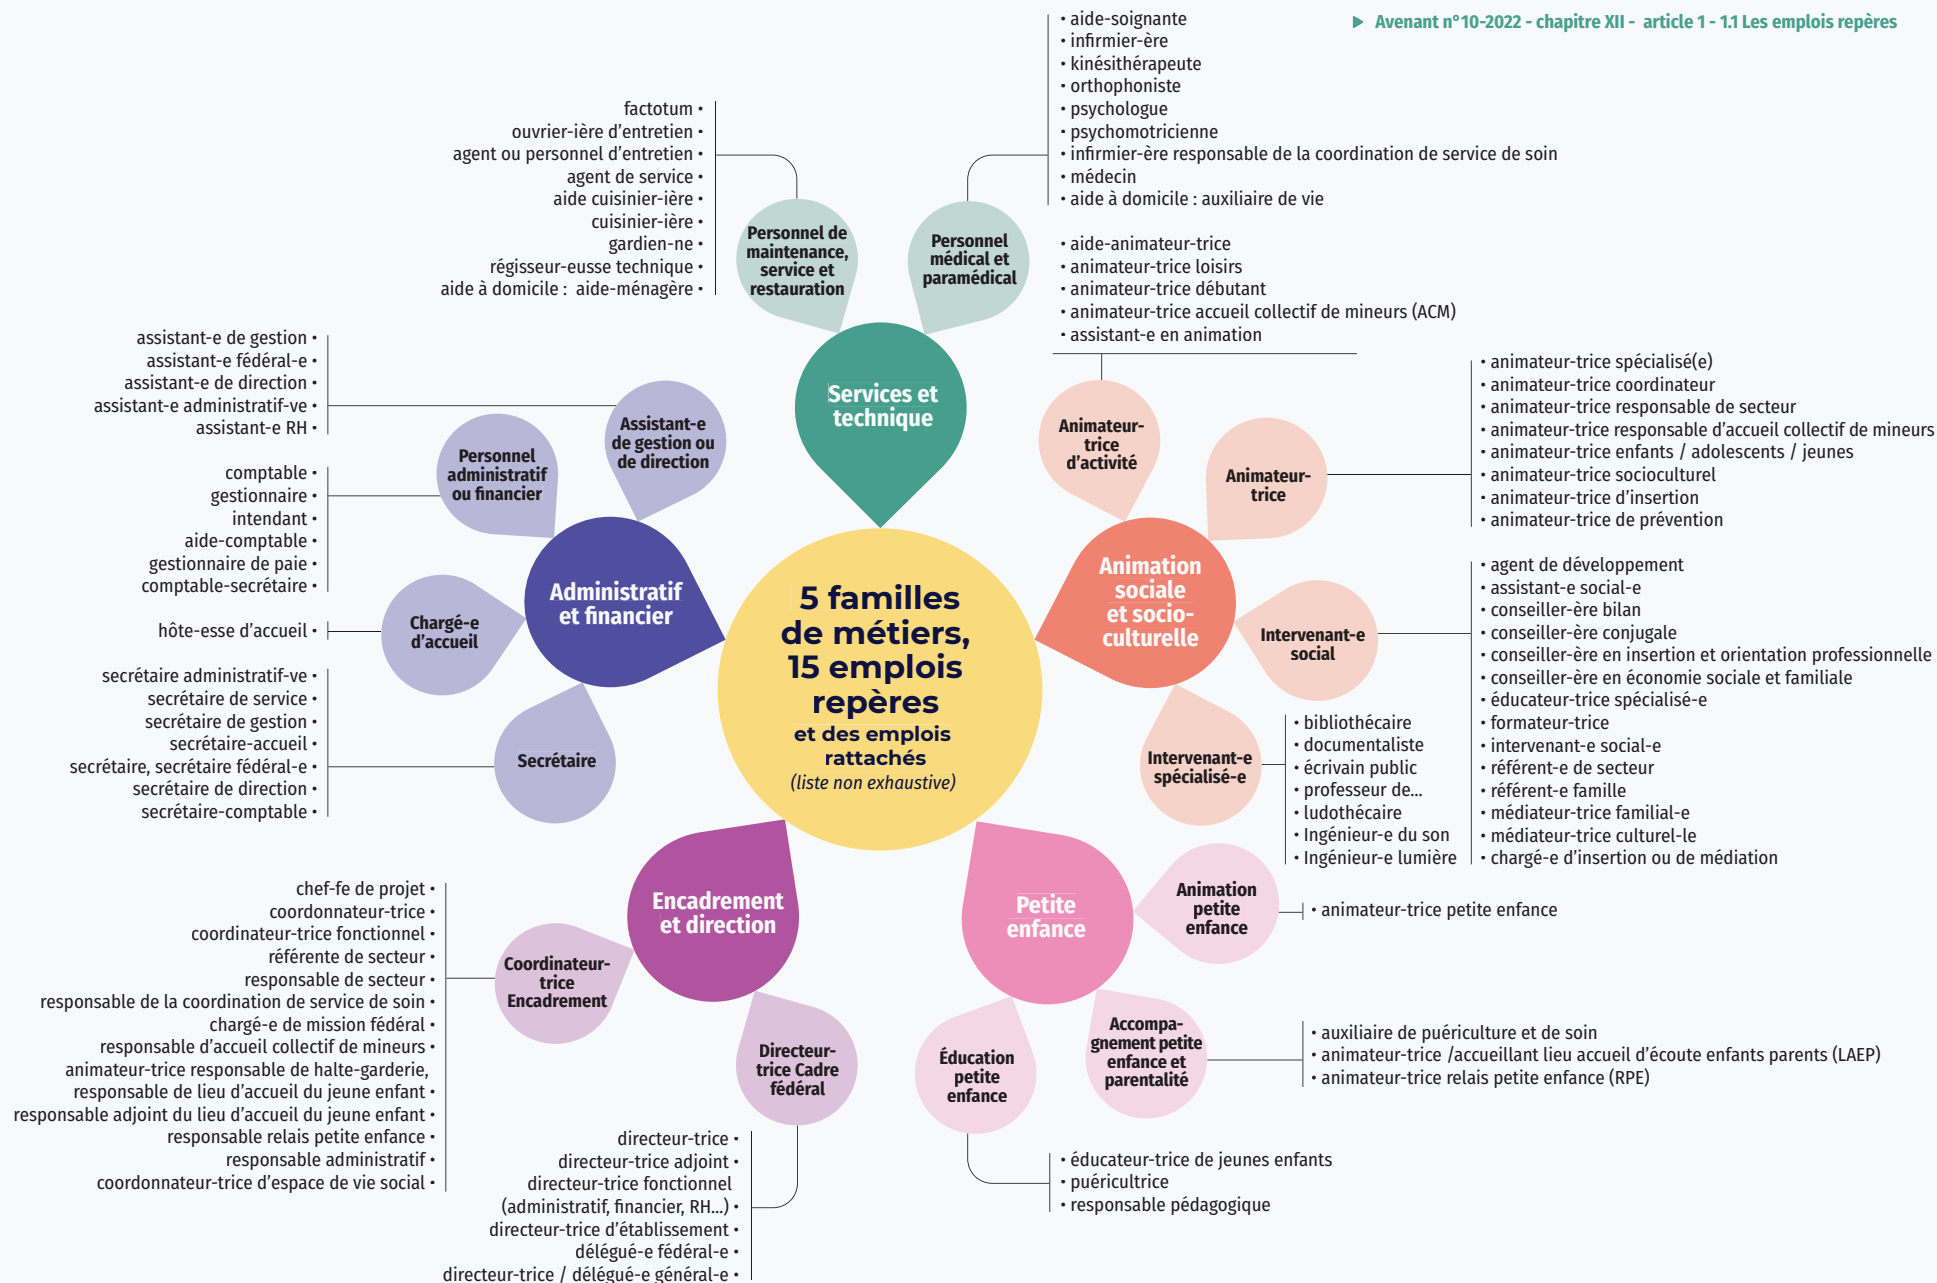 ▶ Avenant n°10-2022 - chapitre XII - article 1 - 1.1 Les emplois repères
5 familles
de métiers,
15 emplois
repères
et des emplois
rattachés
(liste non exhaustive)
Services et
technique
Personnel de
maintenance,
service et
restauration
factotum •
ouvrier-ière d'entretien •
agent ou personnel d'entretien •
agent de service •
aide cuisinier-ière •
cuisinier-ière •
gardien-ne •
régisseur-eusse technique •
aide à domicile : aide-ménagère •
Personnel
médical et
paramédical
• aide-soignante
• infirmier-ère
• kinésithérapeute
• orthophoniste
• psychologue
• psychomotricienne
• infirmier-ère responsable de la coordination de service de soin
• médecin
• aide à domicile : auxiliaire de vie
Animation
sociale
et socio-
culturelle
Animateur-
trice
d'activité
• aide-animateur-trice
• animateur-trice loisirs
• animateur-trice débutant
• animateur-trice accueil collectif de mineurs (ACM)
• assistant-e en animation
Animateur-
trice
• animateur-trice spécialisé(e)
• animateur-trice coordinateur
• animateur-trice responsable de secteur
• animateur-trice responsable d'accueil collectif de mineurs
• animateur-trice enfants / adolescents / jeunes
• animateur-trice socioculturel
• animateur-trice d'insertion
• animateur-trice de prévention
Intervenant-e
social
• agent de développement
• assistant-e social-e
• conseiller-ère bilan
• conseiller-ère conjugale
• conseiller-ère en insertion et orientation professionnelle
• conseiller-ère en économie sociale et familiale
• éducateur-trice spécialisé-e
• formateur-trice
• intervenant-e social-e
• référent-e de secteur
• référent-e famille
• médiateur-trice familial-e
• médiateur-trice culturel-le
• chargé-e d'insertion ou de médiation
Intervenant-e
spécialisé-e
• bibliothécaire
• documentaliste
• écrivain public
• professeur de...
• ludothécaire
• Ingénieur-e du son
• Ingénieur-e lumière
Petite
enfance
Animation
petite
enfance
• animateur-trice petite enfance
Accompa-
gnement petite
enfance et
parentalité
• auxiliaire de puériculture et de soin
• animateur-trice /accueillant lieu accueil d'écoute enfants parents (LAEP)
• animateur-trice relais petite enfance (RPE)
Éducation
petite
enfance
• éducateur-trice de jeunes enfants
• puéricultrice
• responsable pédagogique
Encadrement
et direction
Directeur-
trice Cadre
fédéral
directeur-trice •
directeur-trice adjoint •
directeur-trice fonctionnel
(administratif, financier, RH...) •
directeur-trice d'établissement •
délégué-e fédéral-e •
directeur-trice / délégué-e général-e •
Coordinateur-
trice
Encadrement
chef-fe de projet •
coordonnateur-trice •
coordinateur-trice fonctionnel •
référente de secteur •
responsable de secteur •
responsable de la coordination de service de soin •
chargé-e de mission fédéral •
responsable d'accueil collectif de mineurs •
animateur-trice responsable de halte-garderie,
responsable de lieu d'accueil du jeune enfant •
responsable adjoint du lieu d'accueil du jeune enfant •
responsable relais petite enfance •
responsable administratif •
coordonnateur-trice d'espace de vie social •
Administratif
et financier
Assistant-e
de gestion ou
de direction
assistant-e de gestion •
assistant-e fédéral-e •
assistant-e de direction •
assistant-e administratif-ve •
assistant-e RH •
Personnel
administratif
ou financier
comptable •
gestionnaire •
intendant •
aide-comptable •
gestionnaire de paie •
comptable-secrétaire •
Chargé-e
d'accueil
hôte-esse d'accueil •
Secrétaire
secrétaire administratif-ve •
secrétaire de service •
secrétaire de gestion •
secrétaire-accueil •
secrétaire, secrétaire fédéral-e •
secrétaire de direction •
secrétaire-comptable •